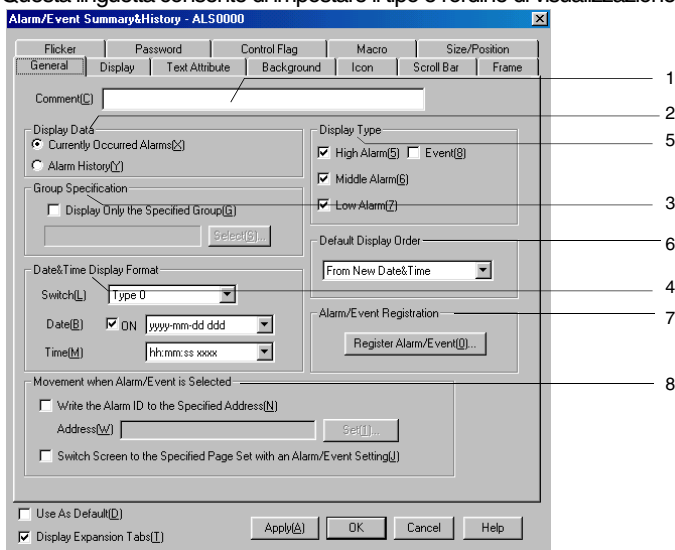 Questa linguetta consente di impostare il tipo e l'ordine di visualizzazione
Alarm/Event Summary&History - ALS0000
Flicker Password Control Flag Macro Size/Position
General Display Text Attribute Background Icon Scroll Bar Frame
Comment(C)
1
Display Data
2
Currently Occurred Alarms(X)
Alarm History(Y)
Display Type
5
High Alarm(5) Event(8)
Middle Alarm(6)
Low Alarm(7)
Group Specification
Display Only the Specified Group(G)
3
Select(S)...
Default Display Order
6
From New Date&Time
Date&Time Display Format
Switch(L) Type 0
4
Date(B) ON yyyy-mm-dd ddd
Time(M) hh:mm:ss xxxx
Alarm/Event Registration
7
Register Alarm/Event(0)...
Movement when Alarm/Event is Selected
8
Write the Alarm ID to the Specified Address(N)
Address(W) Set(1)...
Switch Screen to the Specified Page Set with an Alarm/Event Setting(J)
Use As Default(D)
Display Expansion Tabs(T)
Apply(A) OK Cancel Help